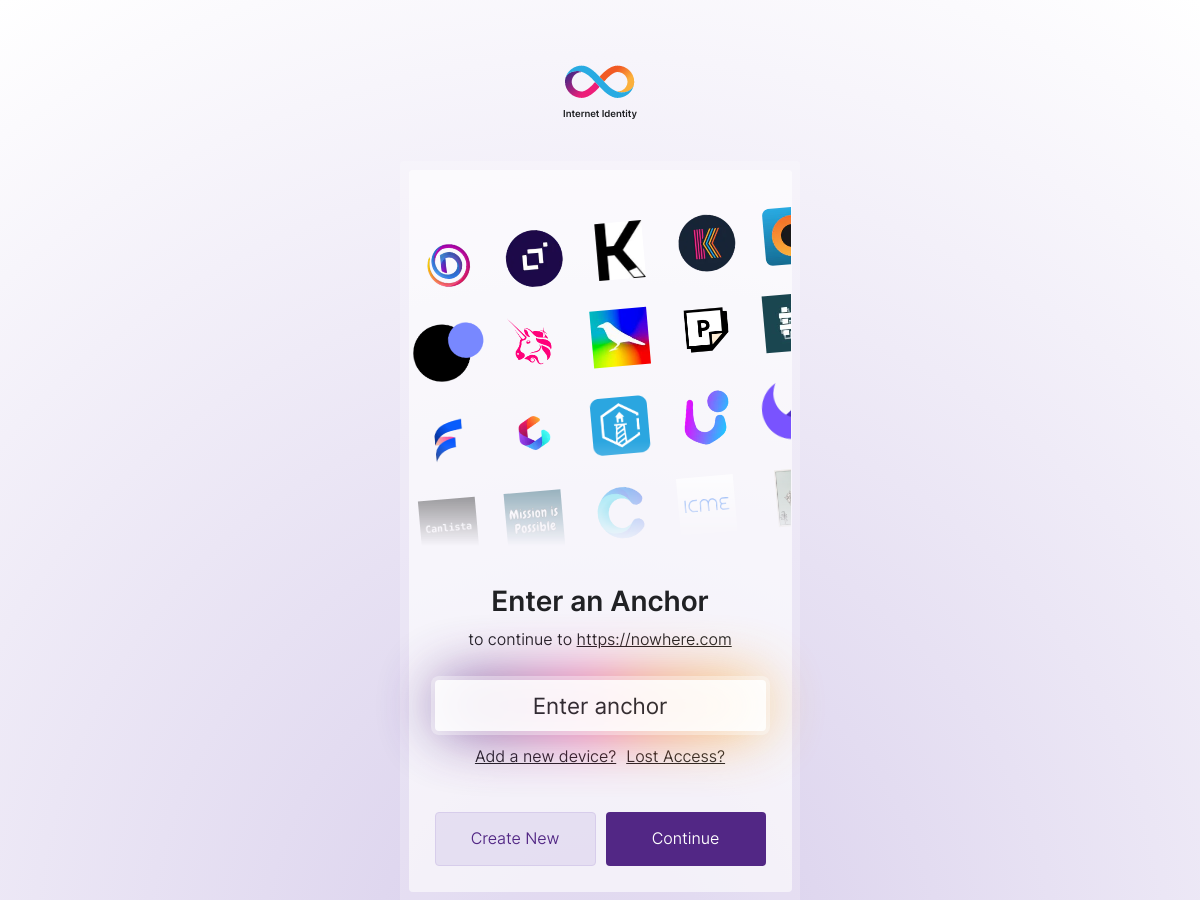 Internet Identity
P
Canlista
Mission is
Possible
ICME
Enter an Anchor
to continue to https://nowhere.com
Enter anchor
Add a new device? Lost Access?
Create New Continue